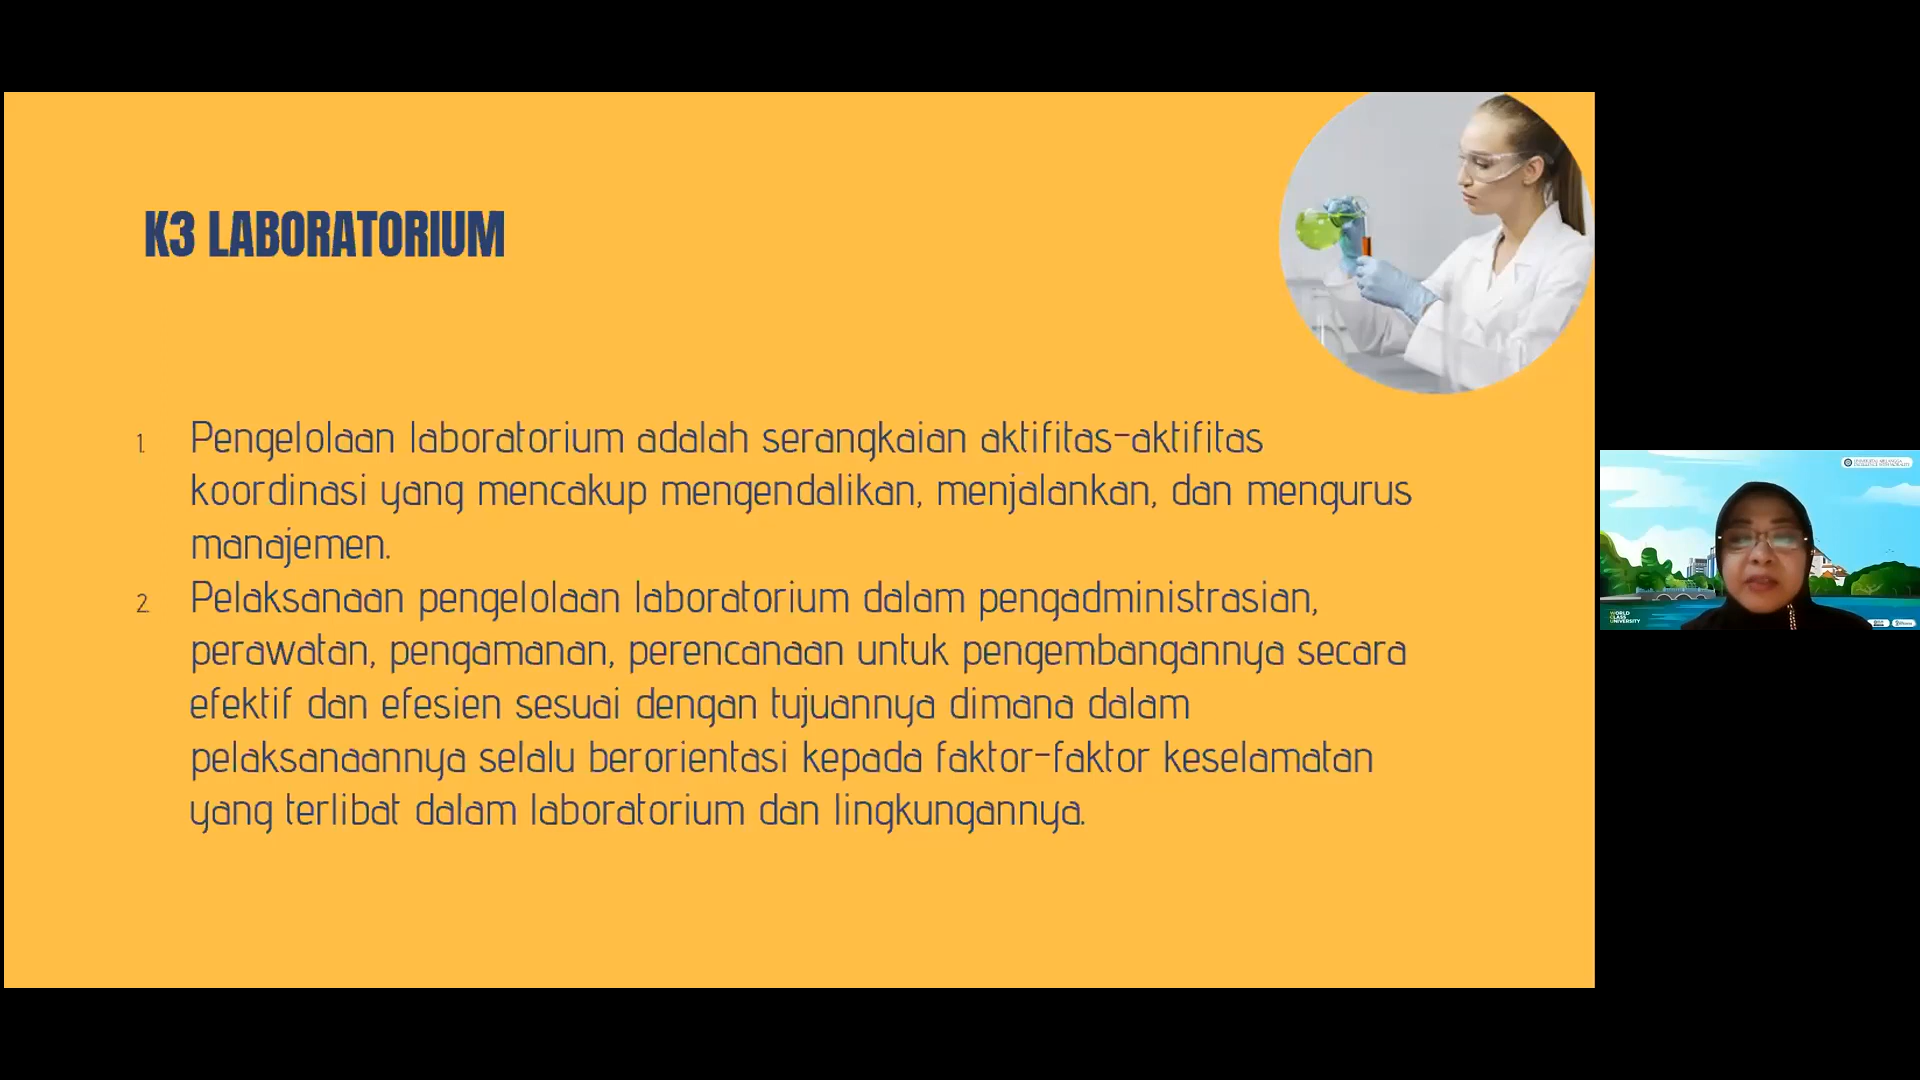 K3 LABORATORIUM
1. Pengelolaan laboratorium adalah serangkaian aktifitas-aktifitas
koordinasi yang mencakup mengendalikan, menjalankan, dan mengurus
manajemen.
2. Pelaksanaan pengelolaan laboratorium dalam pengadministrasian,
perawatan, pengamanan, perencanaan untuk pengembangannya secara
efektif dan efesien sesuai dengan tujuannya dimana dalam
pelaksanaannya selalu berorientasi kepada faktor-faktor keselamatan
yang terlibat dalam laboratorium dan lingkungannya.
WORLD
CLASS
UNIVERSITY